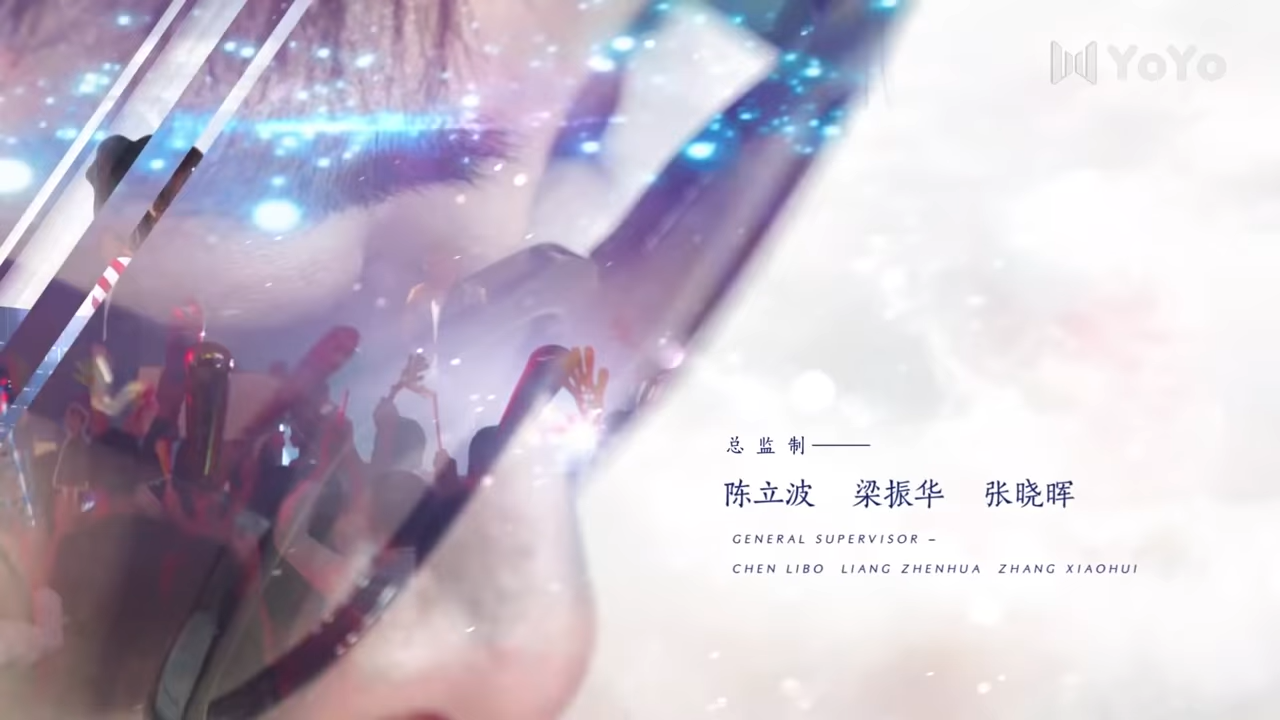 YoYo
总监制——
陈立波 梁振华 张晓晖
GENERAL SUPERVISOR –
CHEN LIBO LIANG ZHENHUA ZHANG XIAOHUI